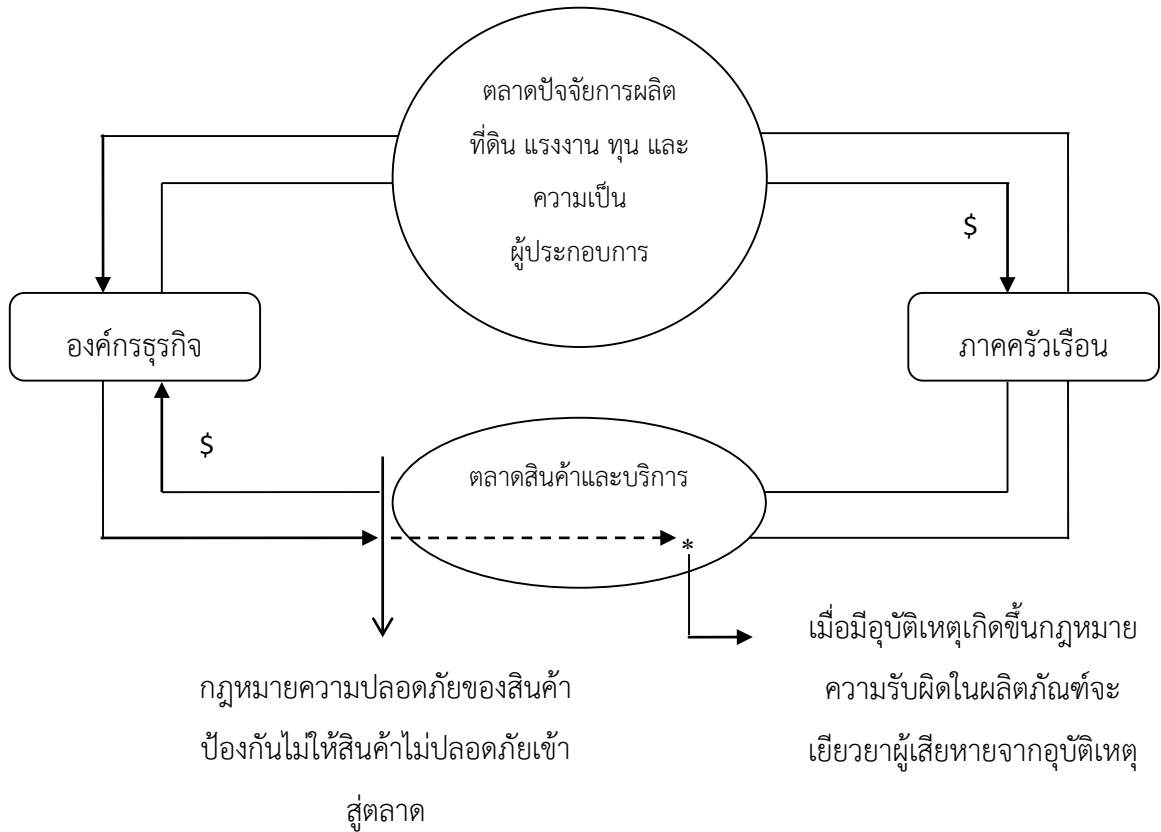 ตลาดปัจจัยการผลิต
ที่ดิน แรงงาน ทุน และ
ความเป็น
ผู้ประกอบการ
$
องค์กรธุรกิจ
ภาคครัวเรือน
$
ตลาดสินค้าและบริการ
*
เมื่อมีอุบัติเหตุเกิดขึ้นกฎหมาย
ความรับผิดในผลิตภัณฑ์จะ
เยียวยาผู้เสียหายจากอุบัติเหตุ
กฎหมายความปลอดภัยของสินค้า
ป้องกันไม่ให้สินค้าไม่ปลอดภัยเข้า
สู่ตลาด